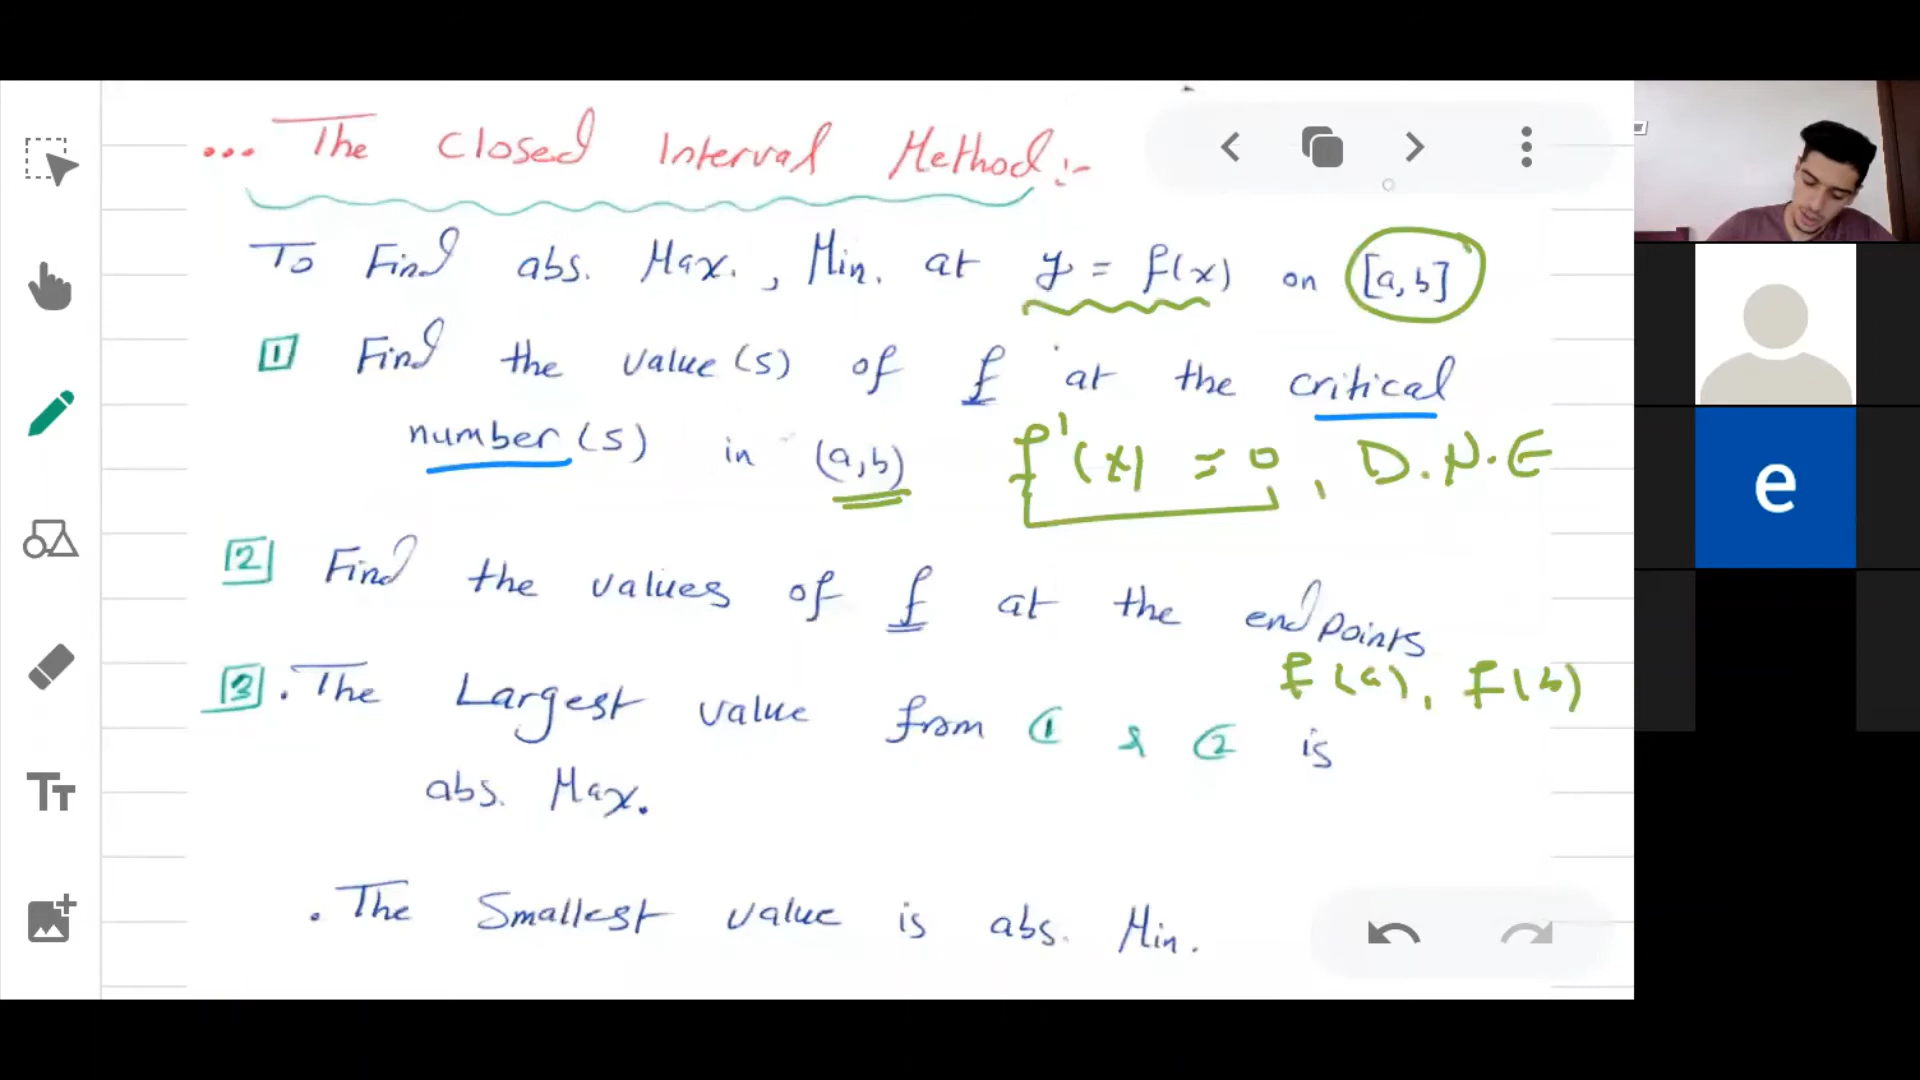 ... The Closed Interval Method:-
To Find abs. Max., Min. at y = f(x) on [a,b]
1 Find the value(s) of f at the critical
number(s) in (a,b) f'(x) = 0, D.N.E
2 Find the values of f at the endpoints
f(a), f(b)
3 . The Largest value from 1 & 2 is
abs. Max.
. The Smallest value is abs. Min.
TT
e